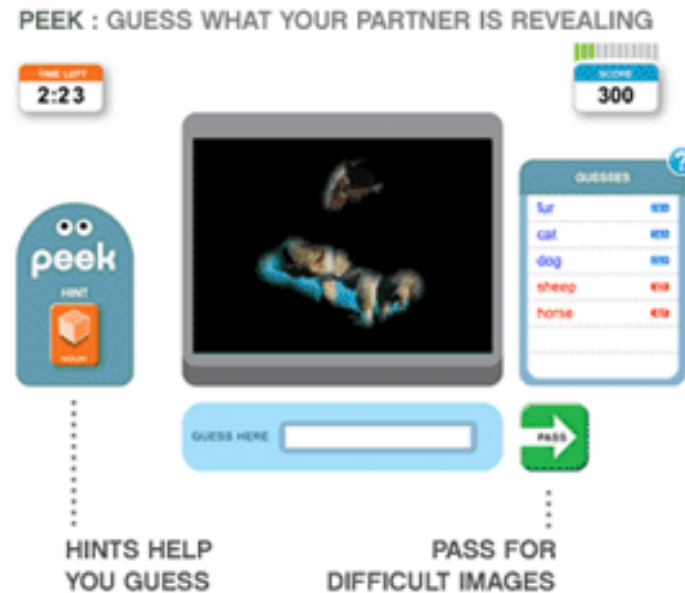 PEEK : GUESS WHAT YOUR PARTNER IS REVEALING
TIME LEFT
2:23
SCORE
300
peek
HINT
NOUN
GUESSES
fur
cat
dog
sheep
horse
?
GUESS HERE
PASS
HINTS HELP
YOU GUESS
PASS FOR
DIFFICULT IMAGES